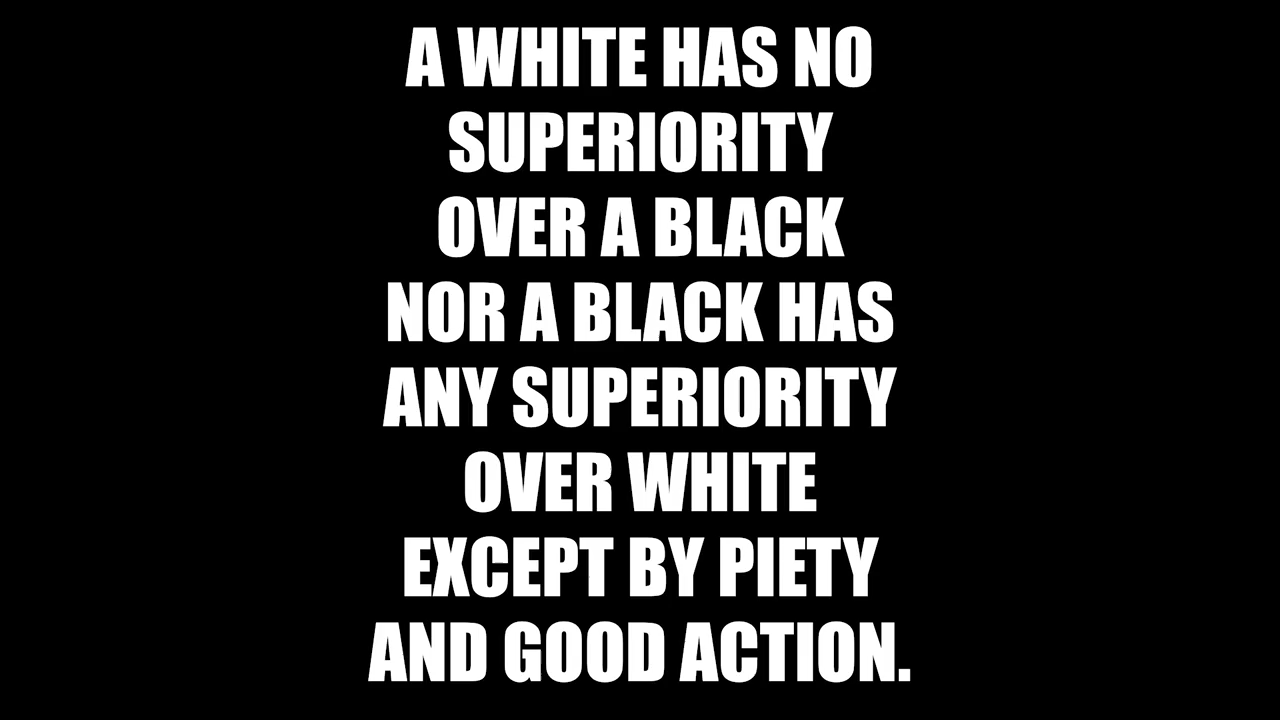 A WHITE HAS NO
SUPERIORITY
OVER A BLACK
NOR A BLACK HAS
ANY SUPERIORITY
OVER WHITE
EXCEPT BY PIETY
AND GOOD ACTION.